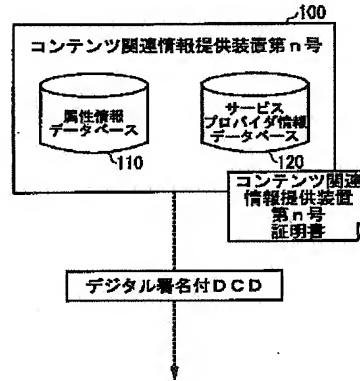 100
コンテンツ関連情報提供装置第n号
属性情報
データベース
110
サービス
プロバイダ情報
データベース
120
コンテンツ関連
情報提供装置
第n号
証明書
デジタル署名付DCD